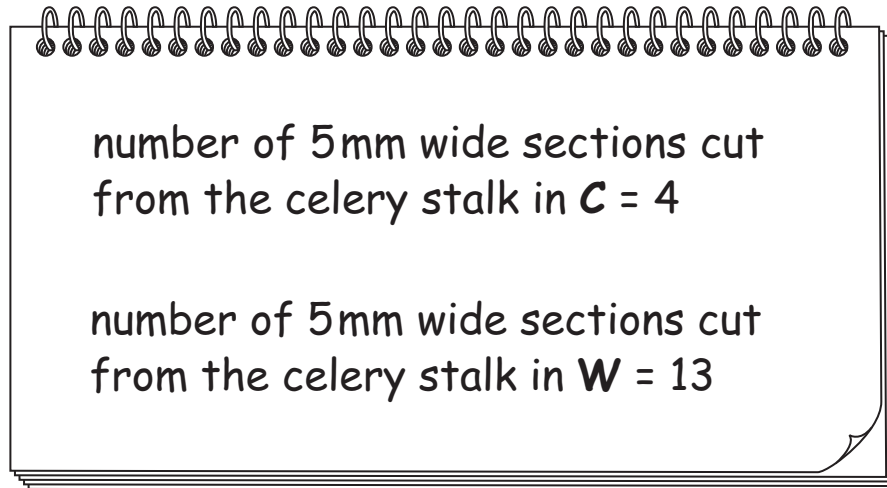 number of 5mm wide sections cut
from the celery stalk in C = 4
number of 5mm wide sections cut
from the celery stalk in W = 13